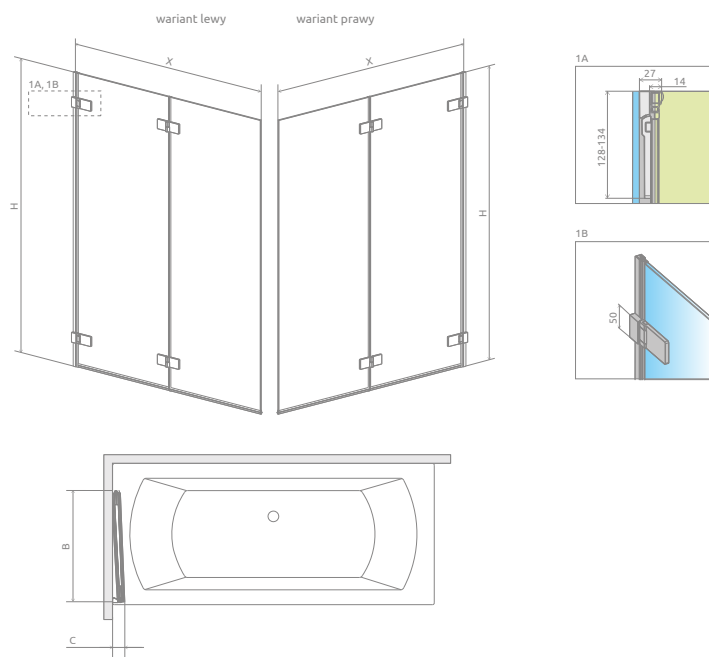 wariant lewy
wariant prawy
X
X
1A, 1B
H
H
1A
27
14
128-134
1B
50
B
C